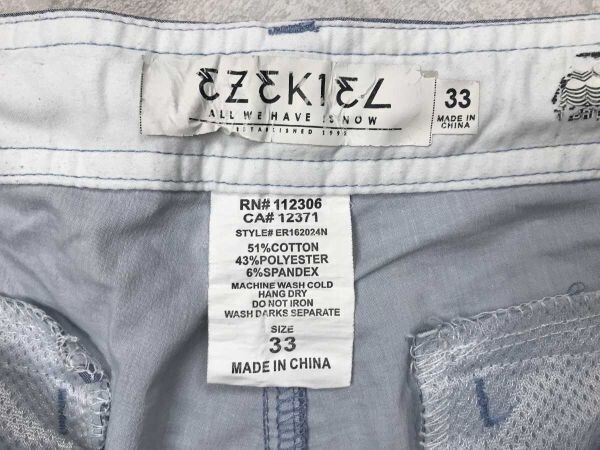 EZEKIEL
ALL WE HAVE IS NOW
ESTABLISHED 1992
33
MADE IN
CHINA
RN# 112306
CA# 12371
STYLE# ER162024N
51%COTTON
43%POLYESTER
6%SPANDEX
MACHINE WASH COLD
HANG DRY
DO NOT IRON
WASH DARKS SEPARATE
SIZE
33
MADE IN CHINA